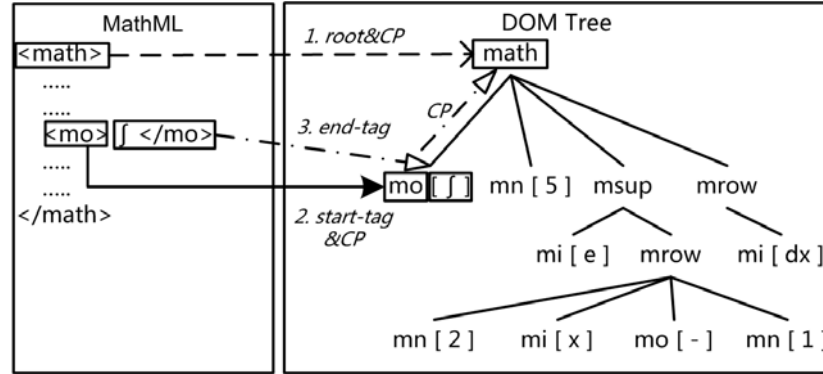 MathML
<math>
.....
.....
<mo> ∫ </mo>
.....
.....
</math>
DOM Tree
1. root&CP
math
CP
3. end-tag
mo [ ∫ ] mn [ 5 ] msup mrow
2. start-tag
&CP
mi [ e ] mrow mi [ dx ]
mn [ 2 ] mi [ x ] mo [ - ] mn [ 1 ]